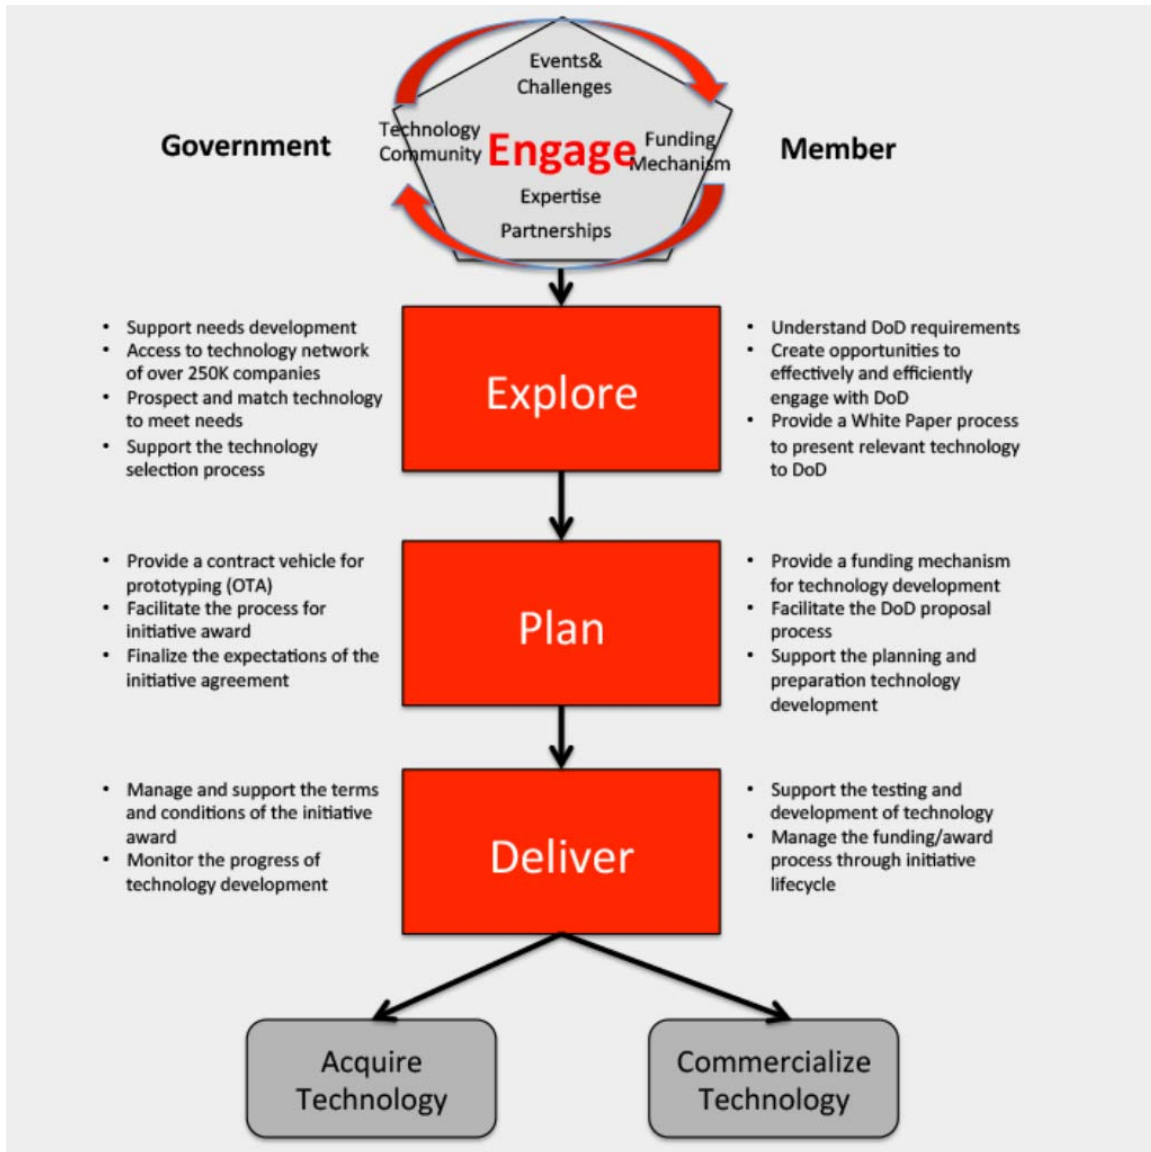 Events&
Challenges
Government
Technology
Community
Engage
Funding
Mechanism
Member
Expertise
Partnerships
• Support needs development
• Access to technology network
of over 250K companies
• Prospect and match technology
to meet needs
• Support the technology
selection process
Explore
• Understand DoD requirements
• Create opportunities to
effectively and efficiently
engage with DoD
• Provide a White Paper process
to present relevant technology
to DoD
• Provide a contract vehicle for
prototyping (OTA)
• Facilitate the process for
initiative award
• Finalize the expectations of the
initiative agreement
Plan
• Provide a funding mechanism
for technology development
• Facilitate the DoD proposal
process
• Support the planning and
preparation technology
development
• Manage and support the terms
and conditions of the initiative
award
• Monitor the progress of
technology development
Deliver
• Support the testing and
development of technology
• Manage the funding/award
process through initiative
lifecycle
Acquire
Technology
Commercialize
Technology